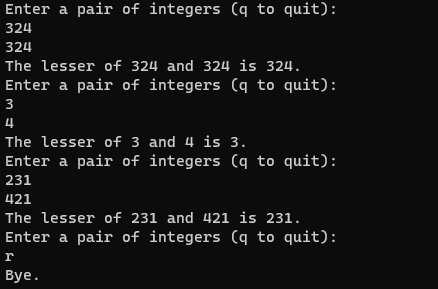 Enter a pair of integers (q to quit):
324
324
The lesser of 324 and 324 is 324.
Enter a pair of integers (q to quit):
3
4
The lesser of 3 and 4 is 3.
Enter a pair of integers (q to quit):
231
421
The lesser of 231 and 421 is 231.
Enter a pair of integers (q to quit):
r
Bye.